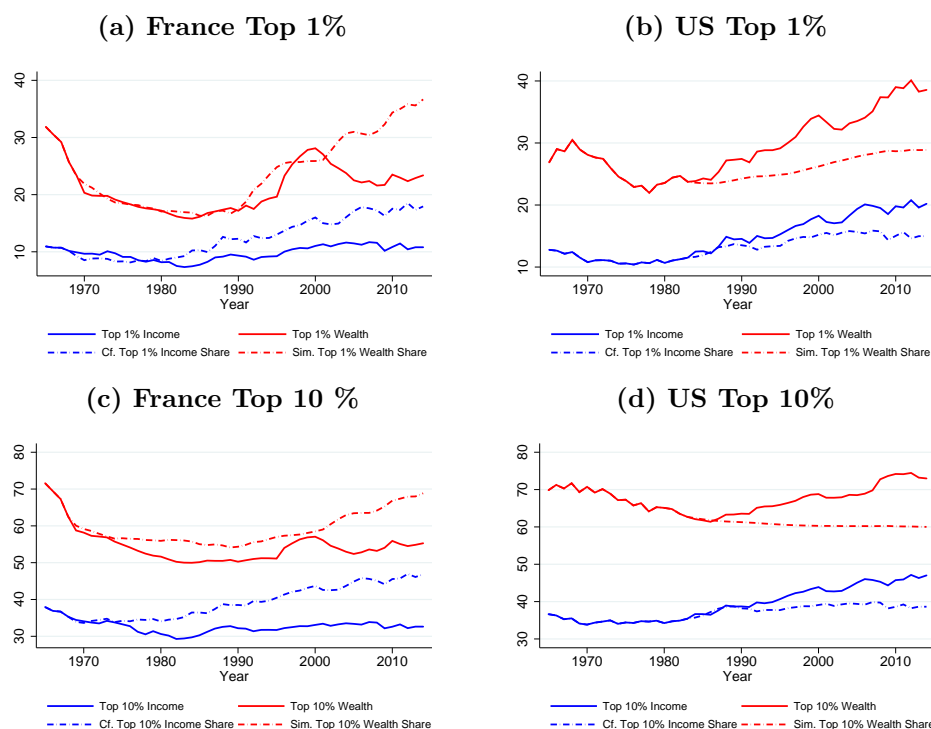 (a) France Top 1%
40
30
20
10
1970 1980 1990 2000 2010
Year
Top 1% Income Top 1% Wealth
Cf. Top 1% Income Share Sim. Top 1% Wealth Share
(b) US Top 1%
40
30
20
10
1970 1980 1990 2000 2010
Year
Top 1% Income Top 1% Wealth
Cf. Top 1% Income Share Sim. Top 1% Wealth Share
(c) France Top 10 %
80
70
60
50
40
30
1970 1980 1990 2000 2010
Year
Top 10% Income Top 10% Wealth
Cf. Top 10% Income Share Sim. Top 10% Wealth Share
(d) US Top 10%
80
70
60
50
40
30
1970 1980 1990 2000 2010
Year
Top 10% Income Top 10% Wealth
Cf. Top 10% Income Share Sim. Top 10% Wealth Share